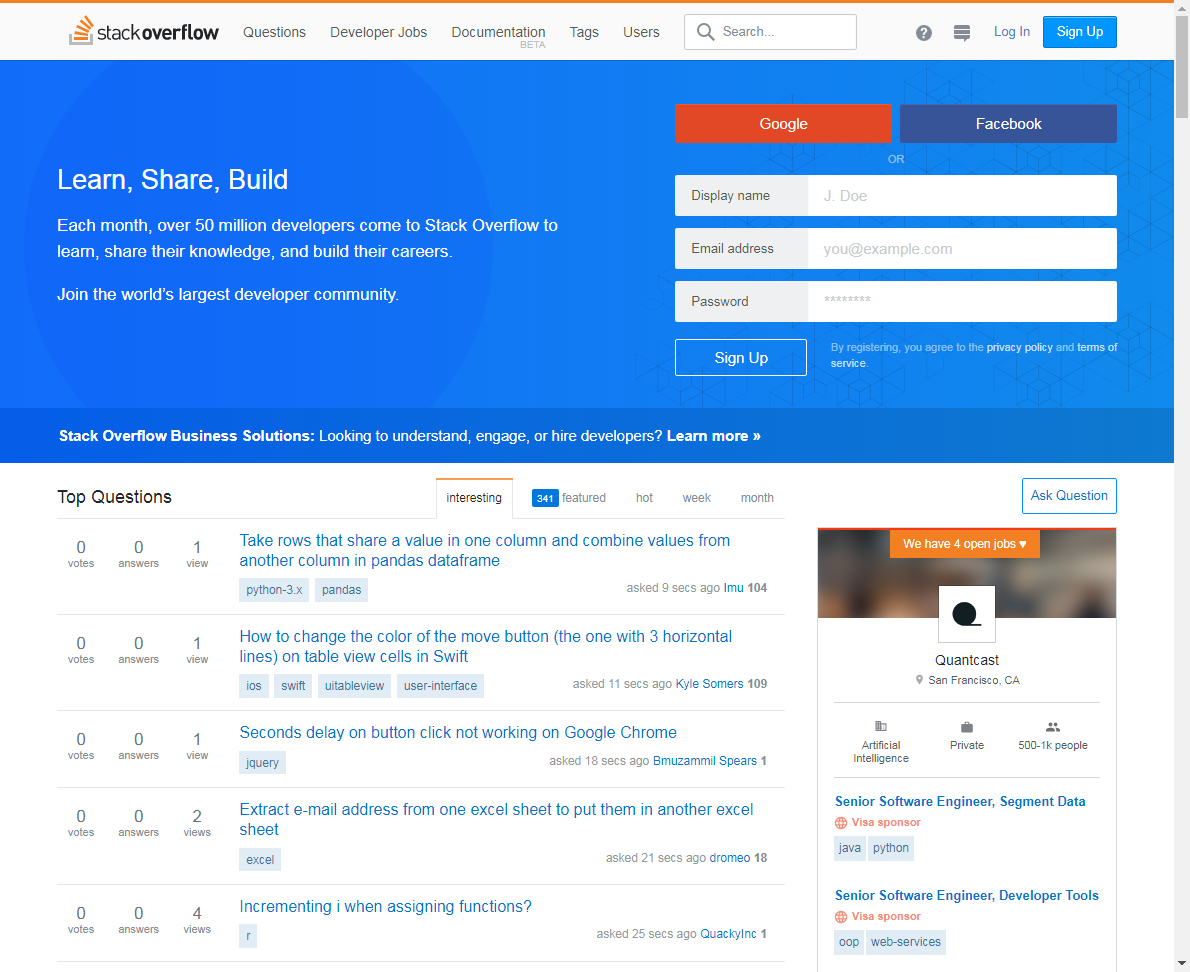 stackoverflow Questions Developer Jobs Documentation BETA Tags Users Search... ? Log In Sign Up
Google Facebook
OR
Learn, Share, Build
Each month, over 50 million developers come to Stack Overflow to
learn, share their knowledge, and build their careers.
Join the world’s largest developer community.
Display name J. Doe
Email address you@example.com
Password ********
Sign Up
By registering, you agree to the privacy policy and terms of
service.
Stack Overflow Business Solutions: Looking to understand, engage, or hire developers? Learn more »
Top Questions
interesting 341 featured hot week month
0 votes 0 answers 1 view
Take rows that share a value in one column and combine values from
another column in pandas dataframe
python-3.x pandas
asked 9 secs ago Imu 104
0 votes 0 answers 1 view
How to change the color of the move button (the one with 3 horizontal
lines) on table view cells in Swift
ios swift uitableview user-interface
asked 11 secs ago Kyle Somers 109
0 votes 0 answers 1 view
Seconds delay on button click not working on Google Chrome
jquery
asked 18 secs ago Bmuzammil Spears 1
0 votes 0 answers 2 views
Extract e-mail address from one excel sheet to put them in another excel
sheet
excel
asked 21 secs ago dromeo 18
0 votes 0 answers 4 views
Incrementing i when assigning functions?
r
asked 25 secs ago QuackyInc 1
Ask Question
We have 4 open jobs ♥
Quantcast
San Francisco, CA
Artificial
Intelligence
Private
500-1k people
Senior Software Engineer, Segment Data
Visa sponsor
java python
Senior Software Engineer, Developer Tools
Visa sponsor
oop web-services